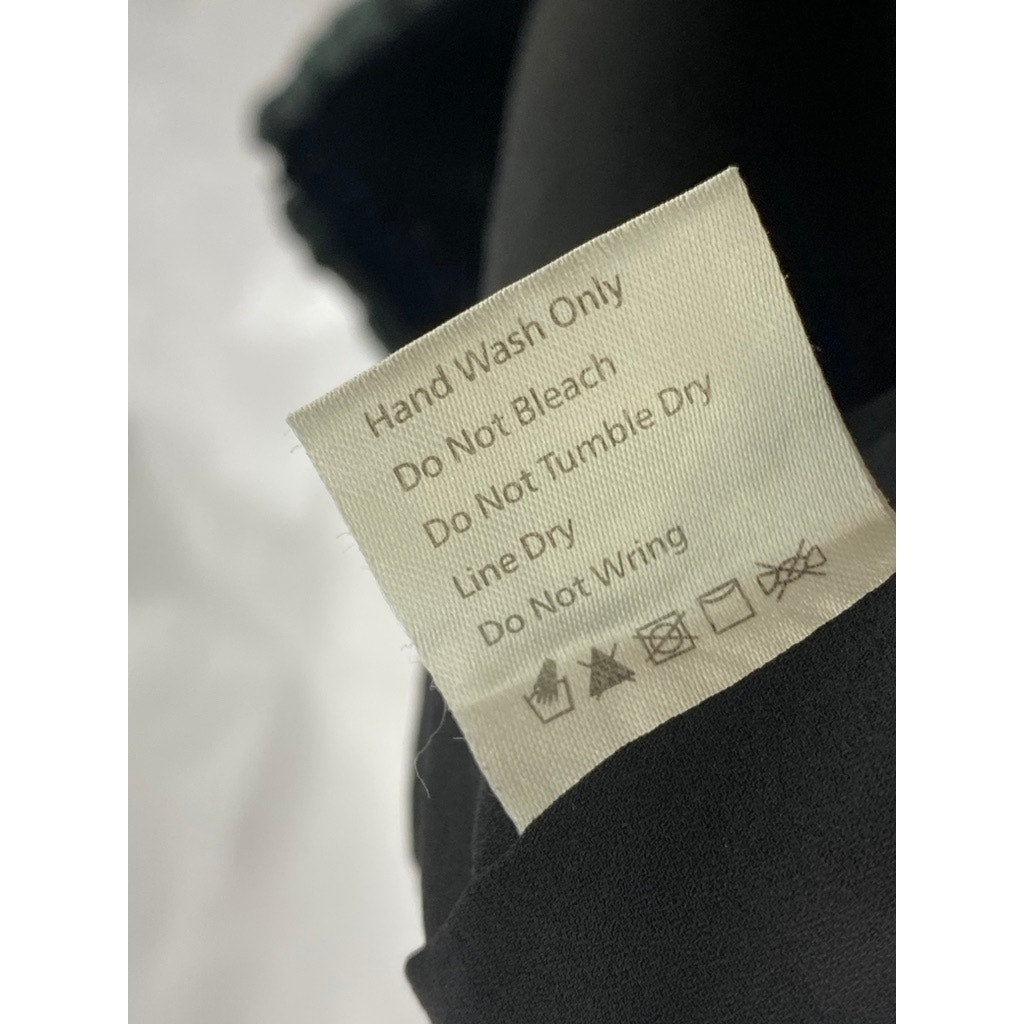 Hand Wash Only
Do Not Bleach
Do Not Tumble Dry
Line Dry
Do Not Wring